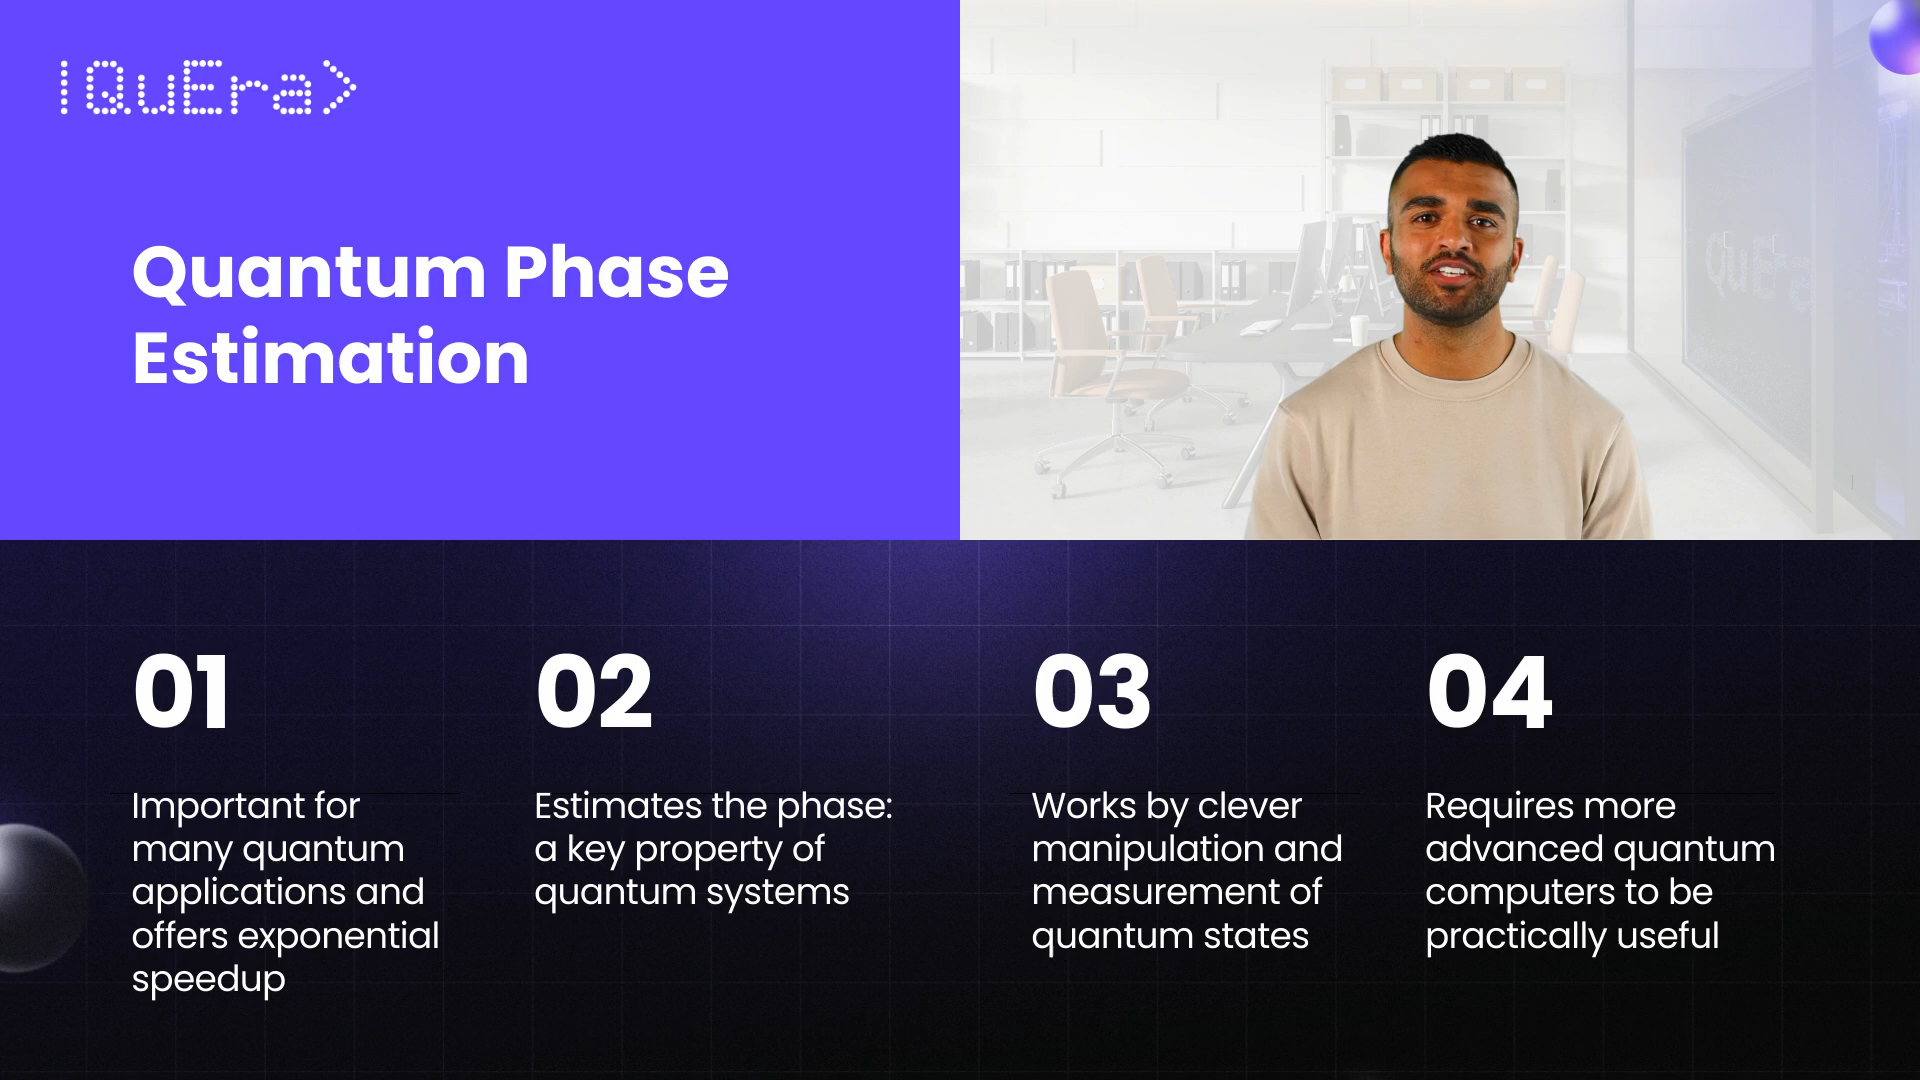 |QuEra>
Quantum Phase
Estimation
QuEra
01
Important for
many quantum
applications and
offers exponential
speedup
02
Estimates the phase:
a key property of
quantum systems
03
Works by clever
manipulation and
measurement of
quantum states
04
Requires more
advanced quantum
computers to be
practically useful